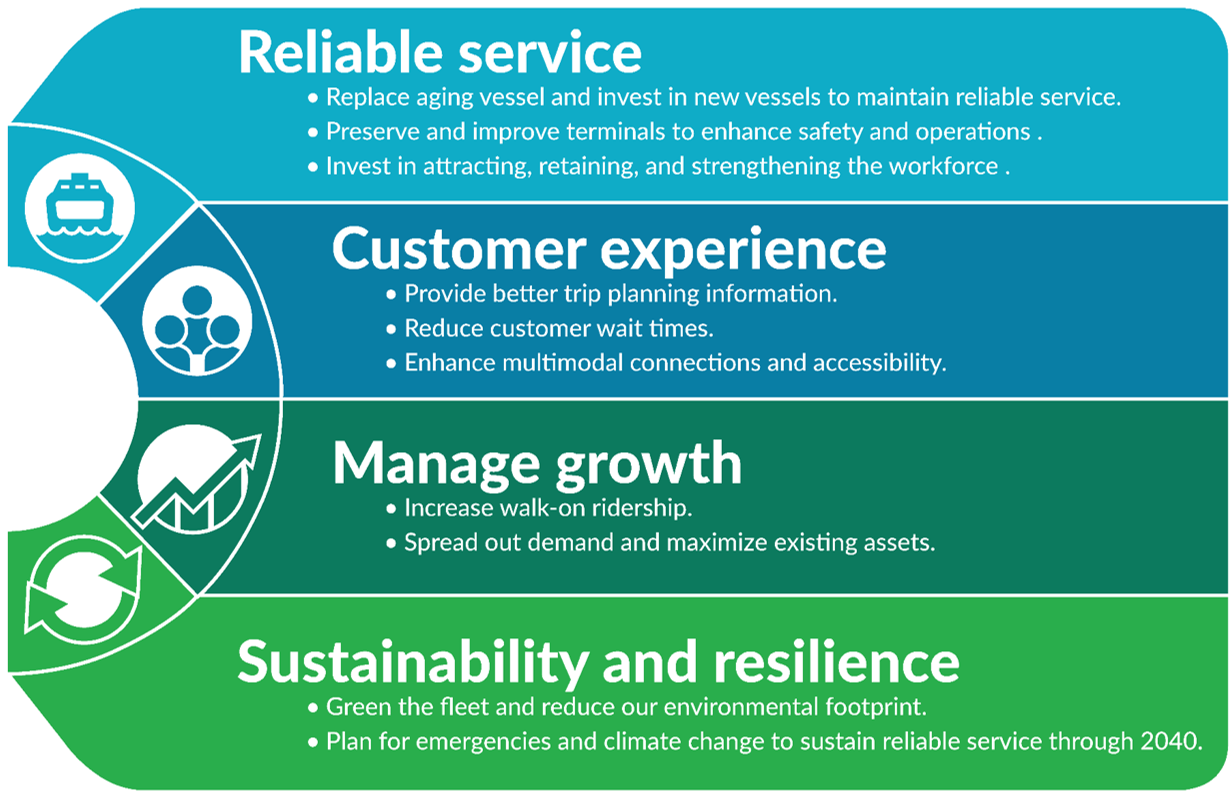 Reliable service
• Replace aging vessel and invest in new vessels to maintain reliable service.
• Preserve and improve terminals to enhance safety and operations .
• Invest in attracting, retaining, and strengthening the workforce .
Customer experience
• Provide better trip planning information.
• Reduce customer wait times.
• Enhance multimodal connections and accessibility.
Manage growth
• Increase walk-on ridership.
• Spread out demand and maximize existing assets.
Sustainability and resilience
• Green the fleet and reduce our environmental footprint.
• Plan for emergencies and climate change to sustain reliable service through 2040.